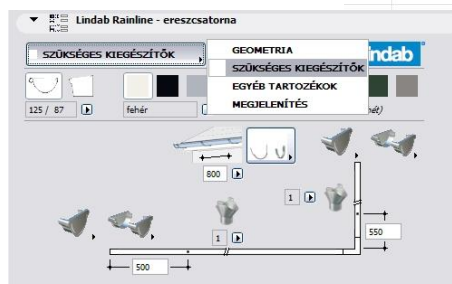 Lindab Rainline - ereszcsatorna
SZÜKSÉGES KIEGÉSZÍTŐK
GEOMETRIA
SZÜKSÉGES KIEGÉSZÍTŐK
EGYÉB TARTOZÉKOK
MEGJELENÍTÉS
ndab
125 / 87
fehér
800
1
1
550
500